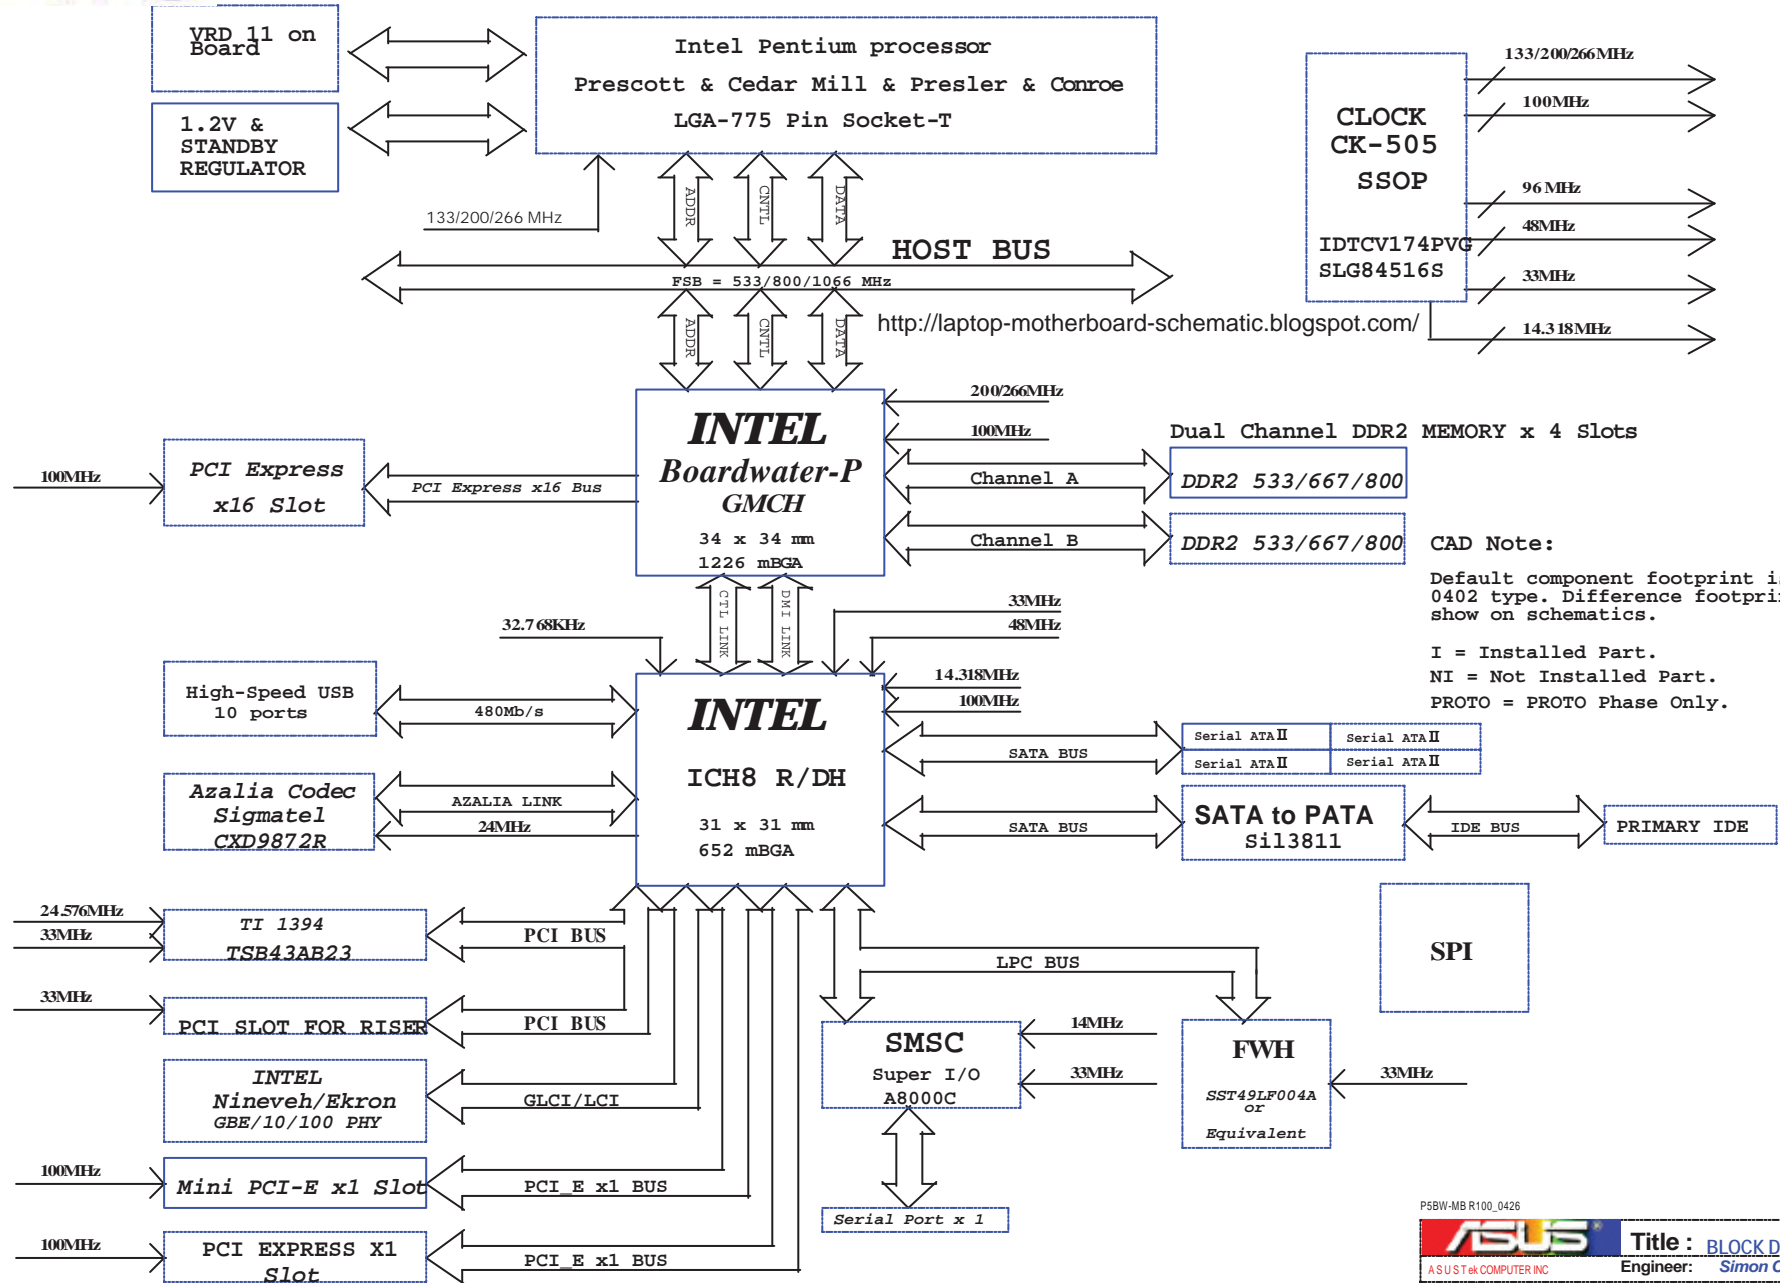 VRD 11 on
Board
1.2V &
STANDBY
REGULATOR
Intel Pentium processor
Prescott & Cedar Mill & Presler & Conroe
LGA-775 Pin Socket-T
133/200/266 MHz
ADDR
CNTL
DATA
HOST BUS
FSB = 533/800/1066 MHz
ADDR
CNTL
DATA
http://laptop-motherboard-schematic.blogspot.com/
CLOCK
CK-505
SSOP
IDTCV174PVG
SLG84516S
133/200/266MHz
100MHz
96 MHz
48MHz
33MHz
14.318MHz
INTEL
Boardwater-P
GMCH
34 x 34 mm
1226 mBGA
200/266MHz
100MHz
Channel A
Channel B
Dual Channel DDR2 MEMORY x 4 Slots
DDR2 533/667/800
DDR2 533/667/800
100MHz
PCI Express
x16 Slot
PCI Express x16 Bus
CAD Note:
Default component footprint i
0402 type. Difference footpri
show on schematics.
I = Installed Part.
NI = Not Installed Part.
PROTO = PROTO Phase Only.
CTL LINK
DMI LINK
32.768KHz
33MHz
48MHz
14.318MHz
100MHz
INTEL
ICH8 R/DH
31 x 31 mm
652 mBGA
High-Speed USB
10 ports
480Mb/s
Azalia Codec
Sigmatel
CXD9872R
AZALIA LINK
24MHz
SATA BUS
Serial ATA II
Serial ATA II
Serial ATA II
Serial ATA II
SATA BUS
SATA to PATA
Sil3811
IDE BUS
PRIMARY IDE
24.576MHz
33MHz
TI 1394
TSB43AB23
PCI BUS
33MHz
PCI SLOT FOR RISER
PCI BUS
INTEL
Nineveh/Ekron
GBE/10/100 PHY
GLCI/LCI
100MHz
Mini PCI-E x1 Slot
PCI_E x1 BUS
100MHz
PCI EXPRESS X1
Slot
PCI_E x1 BUS
LPC BUS
SMSC
Super I/O
A8000C
14MHz
33MHz
Serial Port x 1
FWH
SST49LF004A
or
Equivalent
33MHz
SPI
P5BW-MB R100_0426
ASUS
ASUSTek COMPUTER INC
Title : BLOCK D
Engineer: Simon C